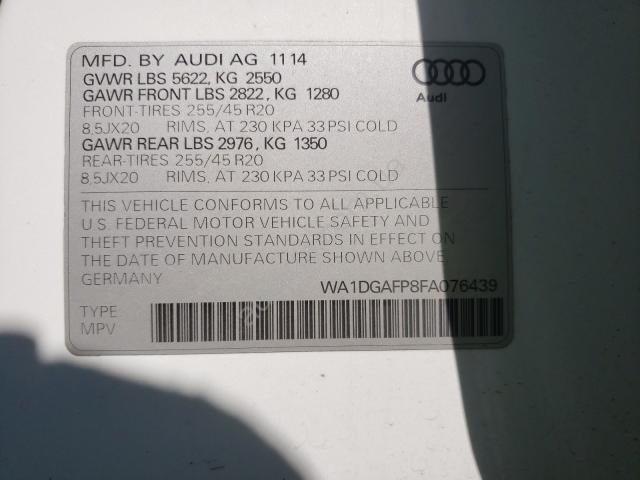 MFD. BY AUDI AG 11 14
GVWR LBS 5622, KG 2550
GAWR FRONT LBS 2822, KG 1280
FRONT-TIRES 255/45 R20
8,5JX20 RIMS, AT 230 KPA 33 PSI COLD
GAWR REAR LBS 2976, KG 1350
REAR-TIRES 255/45 R20
8,5JX20 RIMS, AT 230 KPA 33 PSI COLD
Audi
THIS VEHICLE CONFORMS TO ALL APPLICABLE
U.S. FEDERAL MOTOR VEHICLE SAFETY AND
THEFT PREVENTION STANDARDS IN EFFECT ON
THE DATE OF MANUFACTURE SHOWN ABOVE.
GERMANY
WA1DGAFP8FA076439
TYPE
MPV